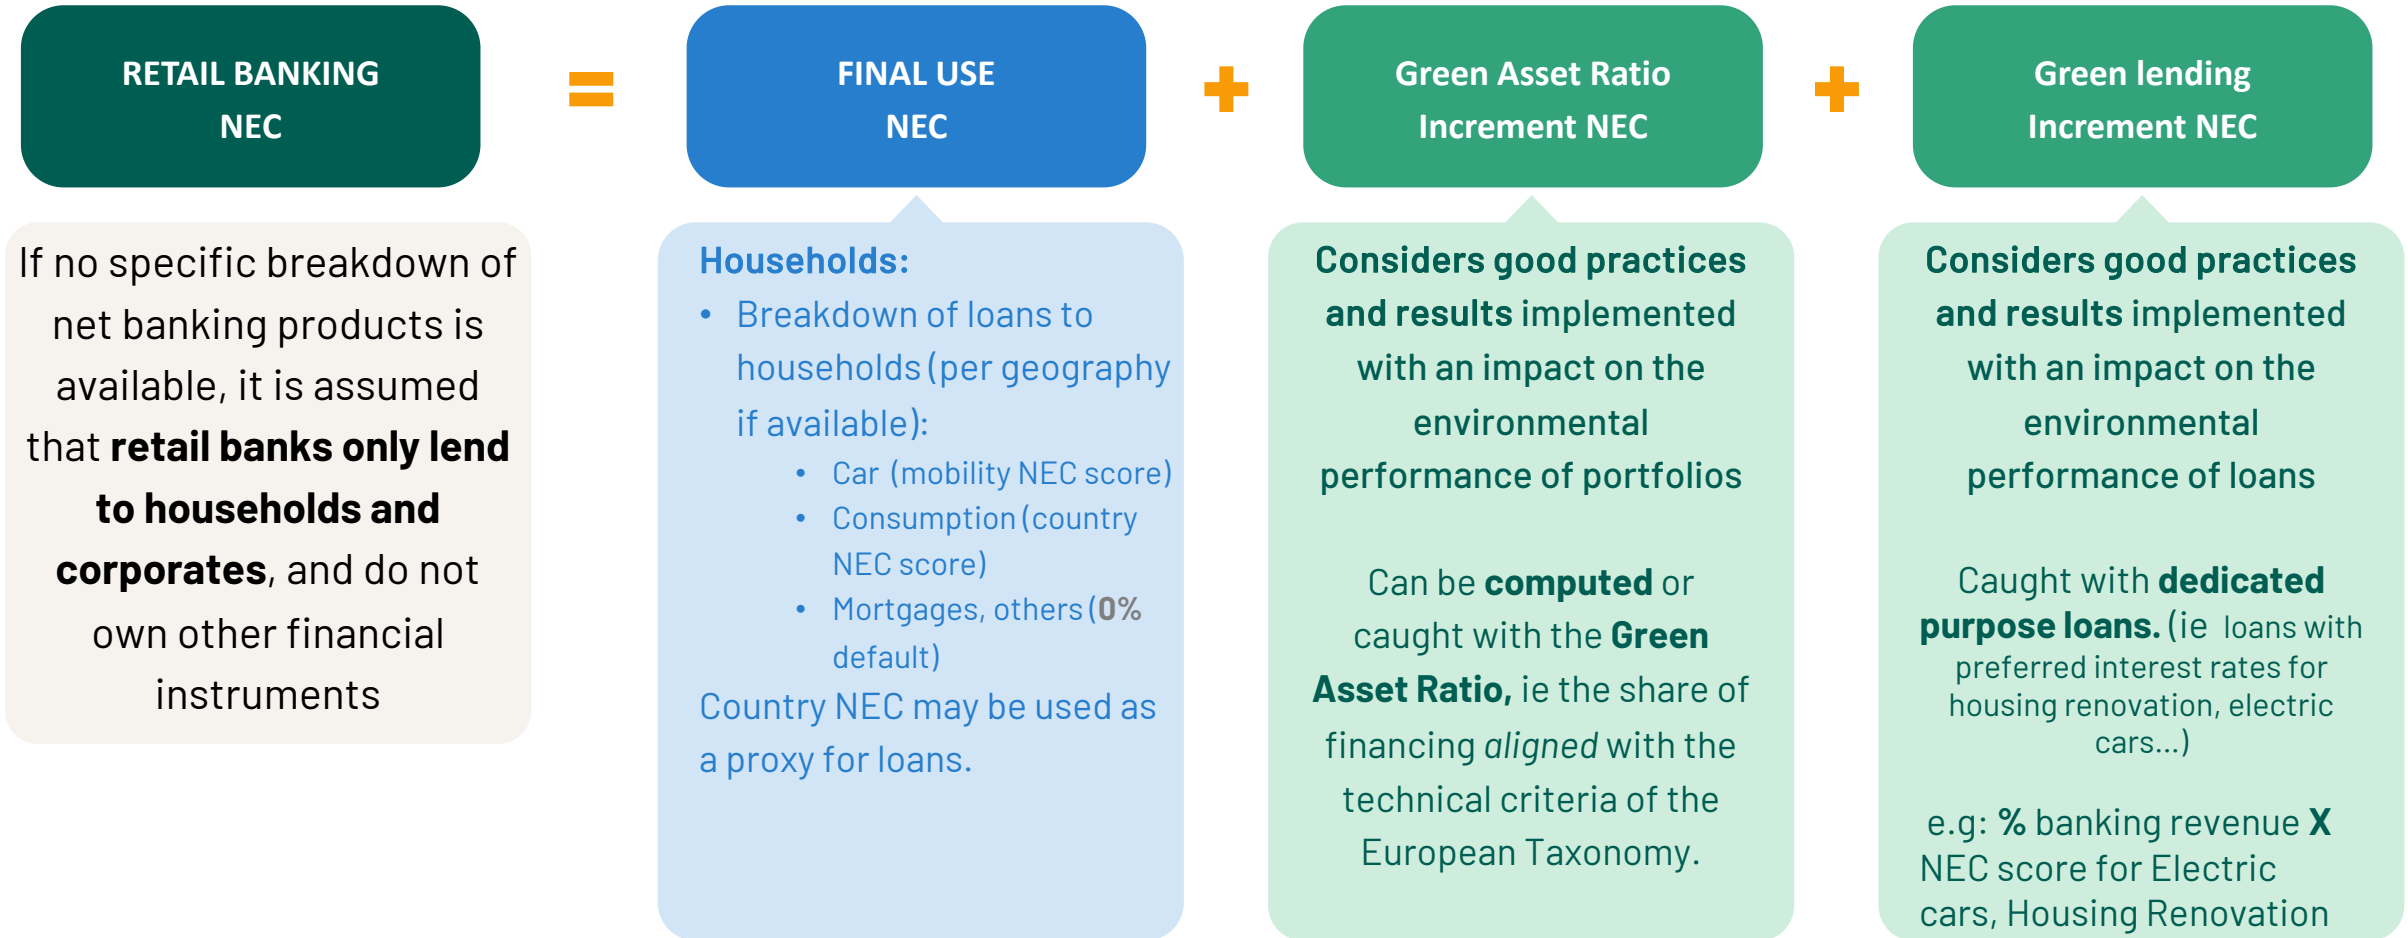 RETAIL BANKING
NEC
=
FINAL USE
NEC
+
Green Asset Ratio
Increment NEC
+
Green lending
Increment NEC
If no specific breakdown of
net banking products is
available, it is assumed
that retail banks only lend
to households and
corporates, and do not
own other financial
instruments
Households:
• Breakdown of loans to
households (per geography
if available):
• Car (mobility NEC score)
• Consumption (country
NEC score)
• Mortgages, others (0%
default)
Country NEC may be used as
a proxy for loans.
Considers good practices
and results implemented
with an impact on the
environmental
performance of portfolios
Can be computed or
caught with the Green
Asset Ratio, ie the share of
financing aligned with the
technical criteria of the
European Taxonomy.
Considers good practices
and results implemented
with an impact on the
environmental
performance of loans
Caught with dedicated
purpose loans. (ie loans with
preferred interest rates for
housing renovation, electric
cars...)
e.g: % banking revenue X
NEC score for Electric
cars, Housing Renovation